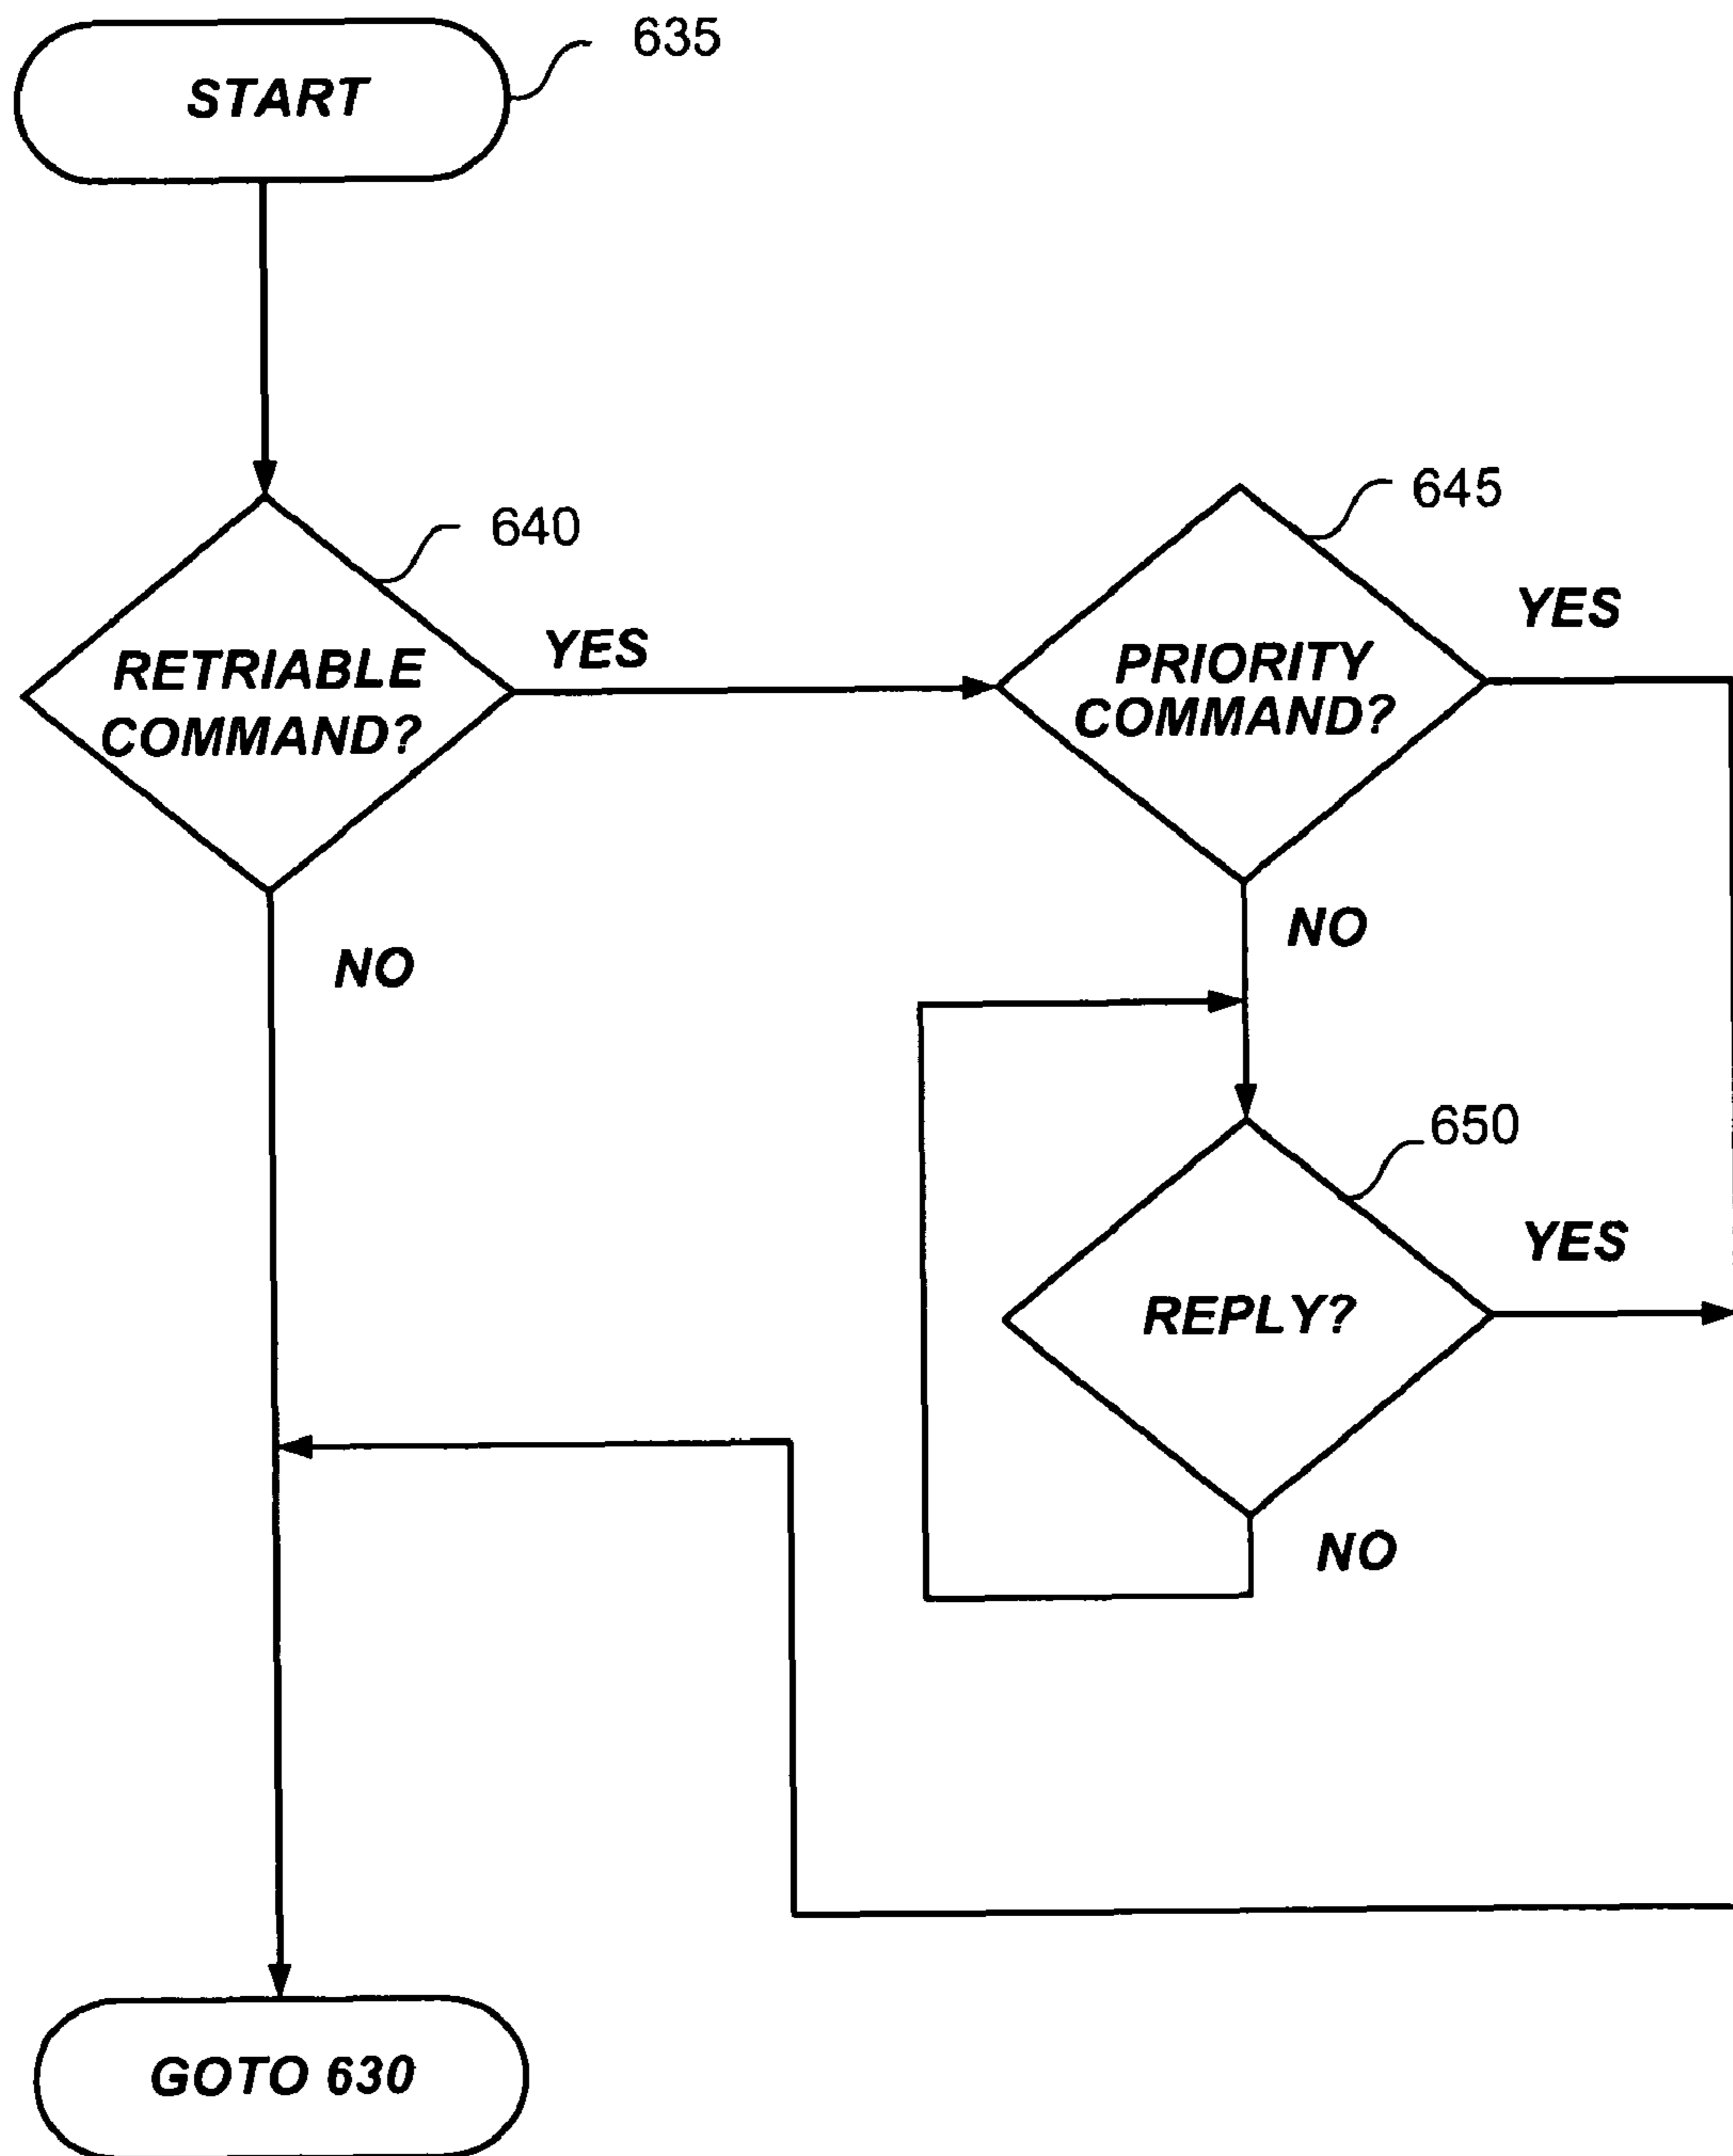 START
635
640
RETRIABLE
COMMAND?
YES
NO
645
PRIORITY
COMMAND?
YES
NO
650
REPLY?
YES
NO
GOTO 630